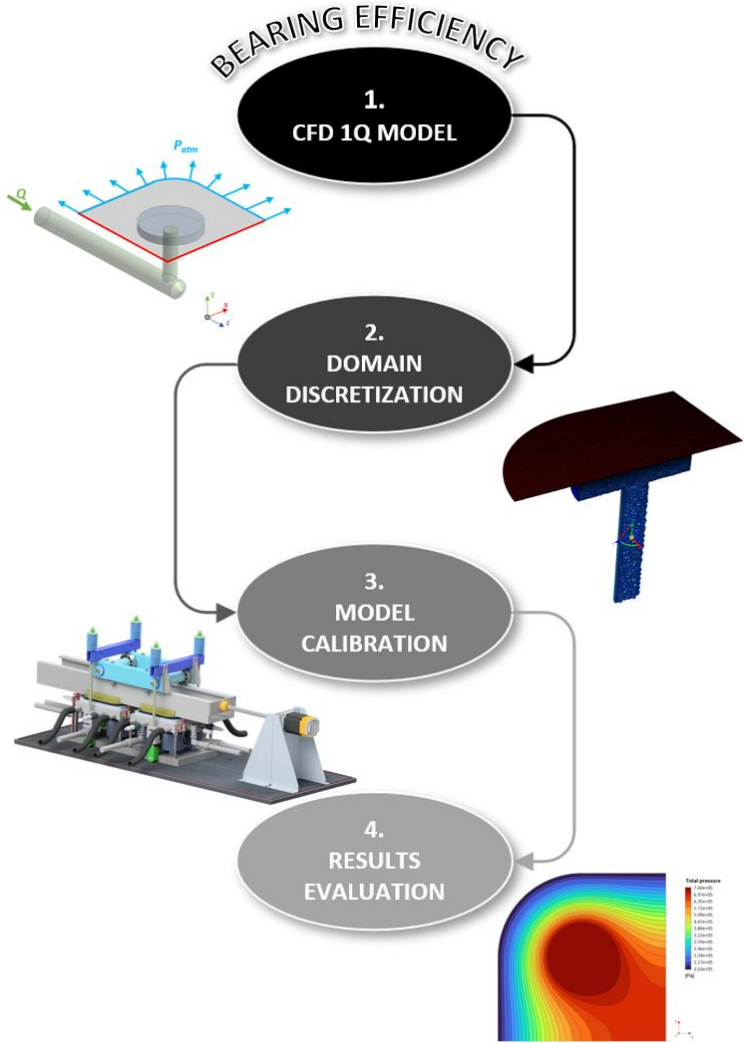 BEARING EFFICIENCY
1.
CFD 1Q MODEL
Patm
Q
Y
X
Z
2.
DOMAIN
DISCRETIZATION
3.
MODEL
CALIBRATION
4.
RESULTS
EVALUATION
Total pressure
[Pa]